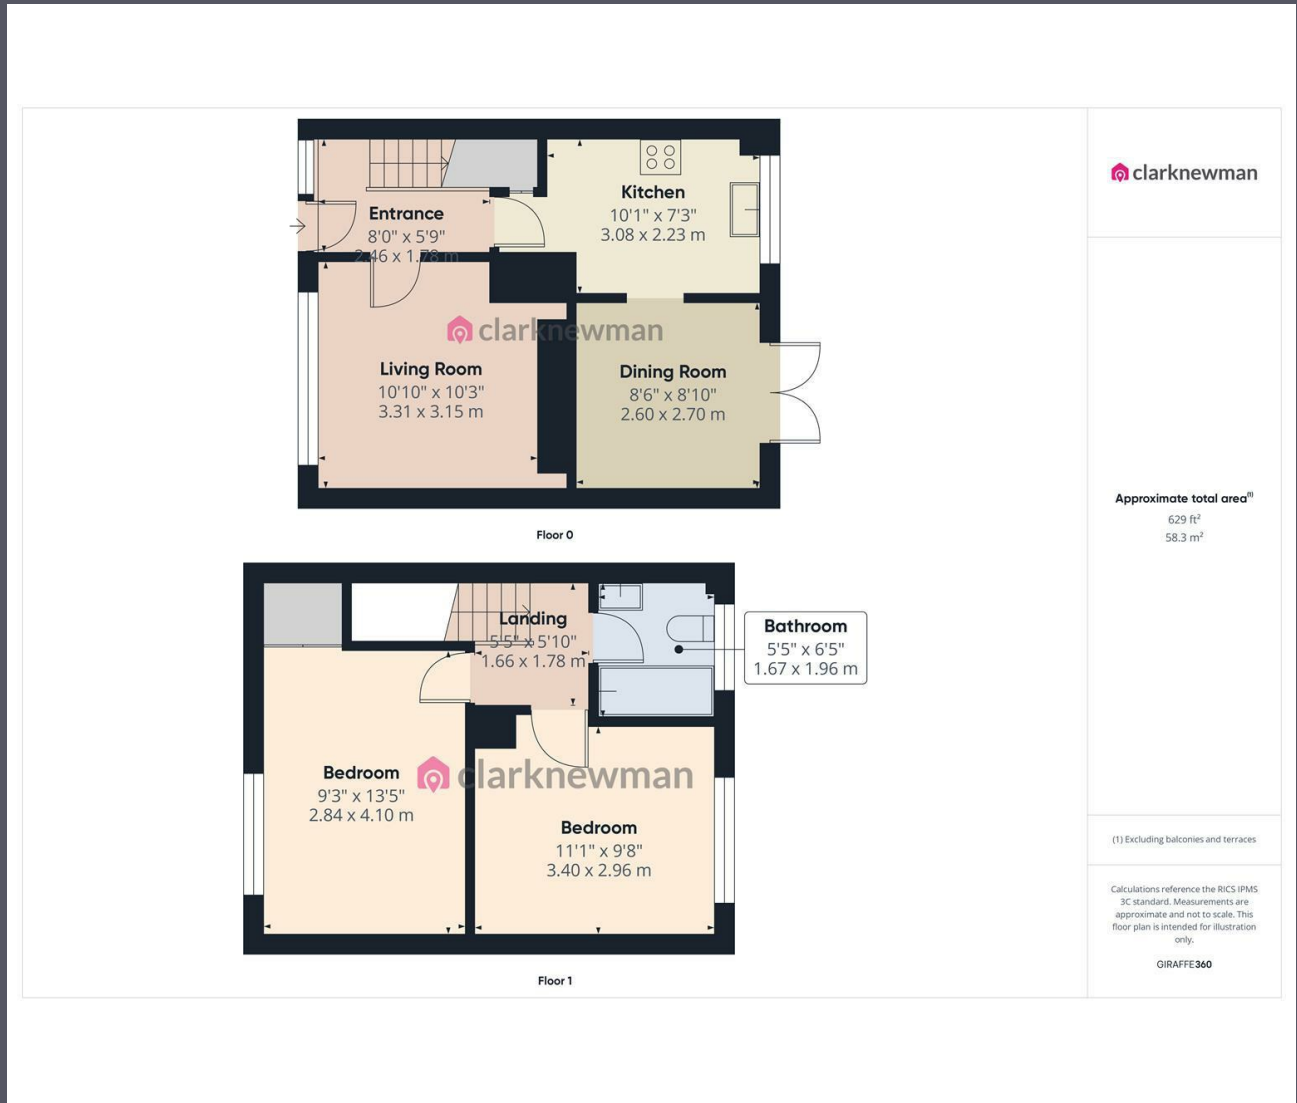 Kitchen
10'1" x 7'3"
3.08 x 2.23 m
Entrance
8'0" x 5'9"
2.46 x 1.78 m
clarknewman
Living Room
10'10" x 10'3"
3.31 x 3.15 m
Dining Room
8'6" x 8'10"
2.60 x 2.70 m
Floor 0
Landing
5'5" x 5'10"
1.66 x 1.78 m
Bathroom
5'5" x 6'5"
1.67 x 1.96 m
Bedroom
9'3" x 13'5"
2.84 x 4.10 m
clarknewman
Bedroom
11'1" x 9'8"
3.40 x 2.96 m
Floor 1
clarknewman
Approximate total area(1)
629 ft²
58.3 m²
(1) Excluding balconies and terraces
Calculations reference the RICS IPMS
3C standard. Measurements are
approximate and not to scale. This
floor plan is intended for illustration
only.
GIRAFFE360